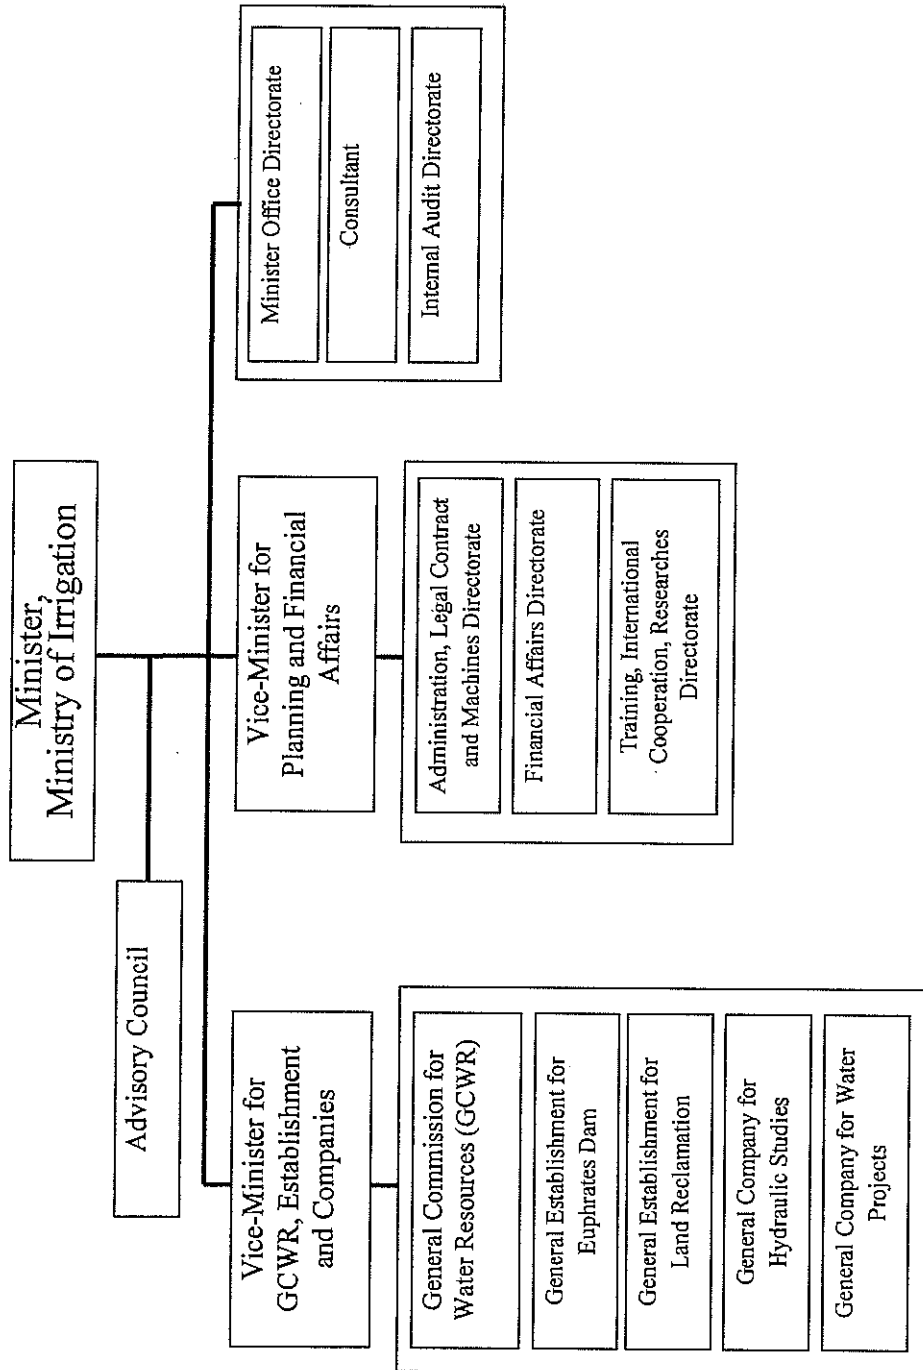 Minister,
Ministry of Irrigation
Advisory Council
Vice-Minister for
GCWR, Establishment
and Companies
General Commission for
Water Resources (GCWR)
General Establishment for
Euphrates Dam
General Establishment for
Land Reclamation
General Company for
Hydraulic Studies
General Company for Water
Projects
Vice-Minister for
Planning and Financial
Affairs
Administration, Legal Contract
and Machines Directorate
Financial Affairs Directorate
Training, International
Cooperation, Researches
Directorate
Minister Office Directorate
Consultant
Internal Audit Directorate